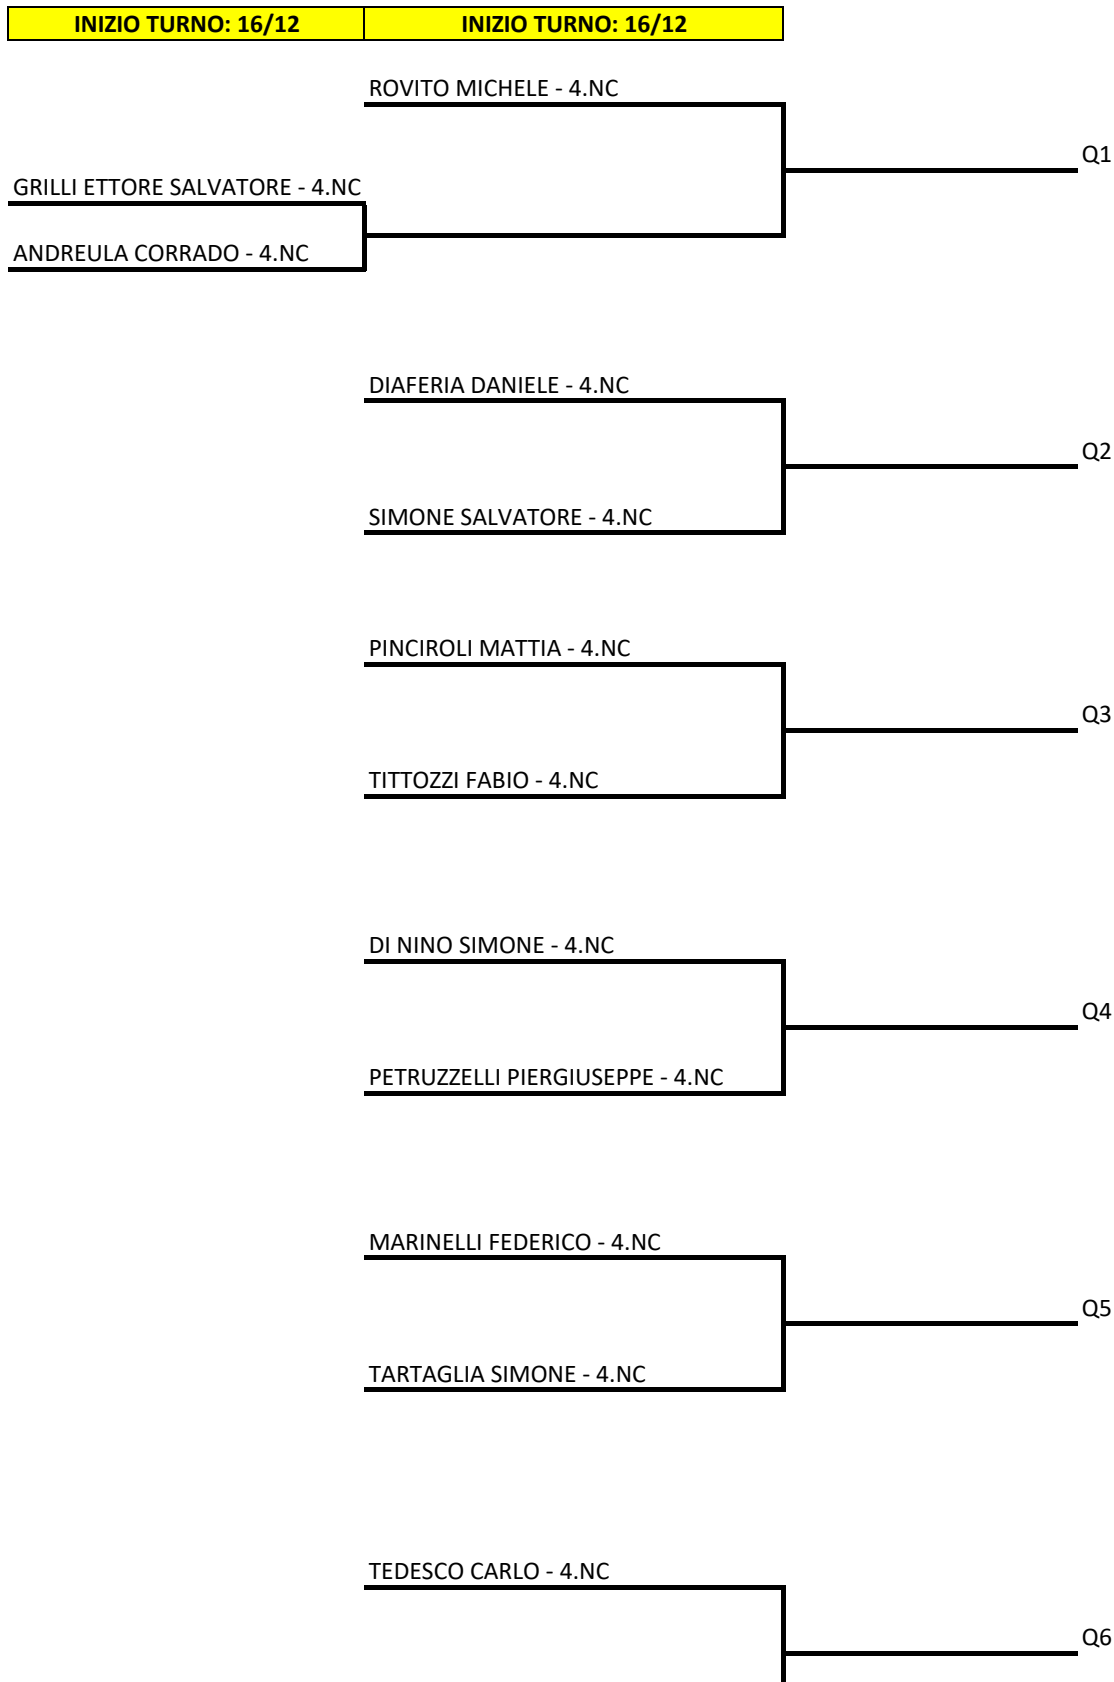 INIZIO TURNO: 16/12
INIZIO TURNO: 16/12
ROVITO MICHELE - 4.NC
Q1
GRILLI ETTORE SALVATORE - 4.NC
ANDREULA CORRADO - 4.NC
DIAFERIA DANIELE - 4.NC
Q2
SIMONE SALVATORE - 4.NC
PINCIROLI MATTIA - 4.NC
Q3
TITTOZZI FABIO - 4.NC
DI NINO SIMONE - 4.NC
Q4
PETRUZZELLI PIERGIUSEPPE - 4.NC
MARINELLI FEDERICO - 4.NC
Q5
TARTAGLIA SIMONE - 4.NC
TEDESCO CARLO - 4.NC
Q6